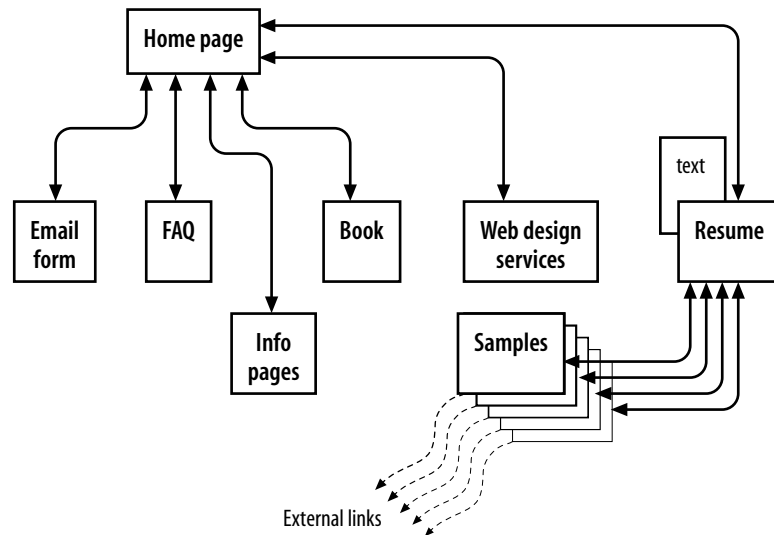 Home page
text
Email
form
FAQ
Book
Web design
services
Resume
Info
pages
Samples
External links